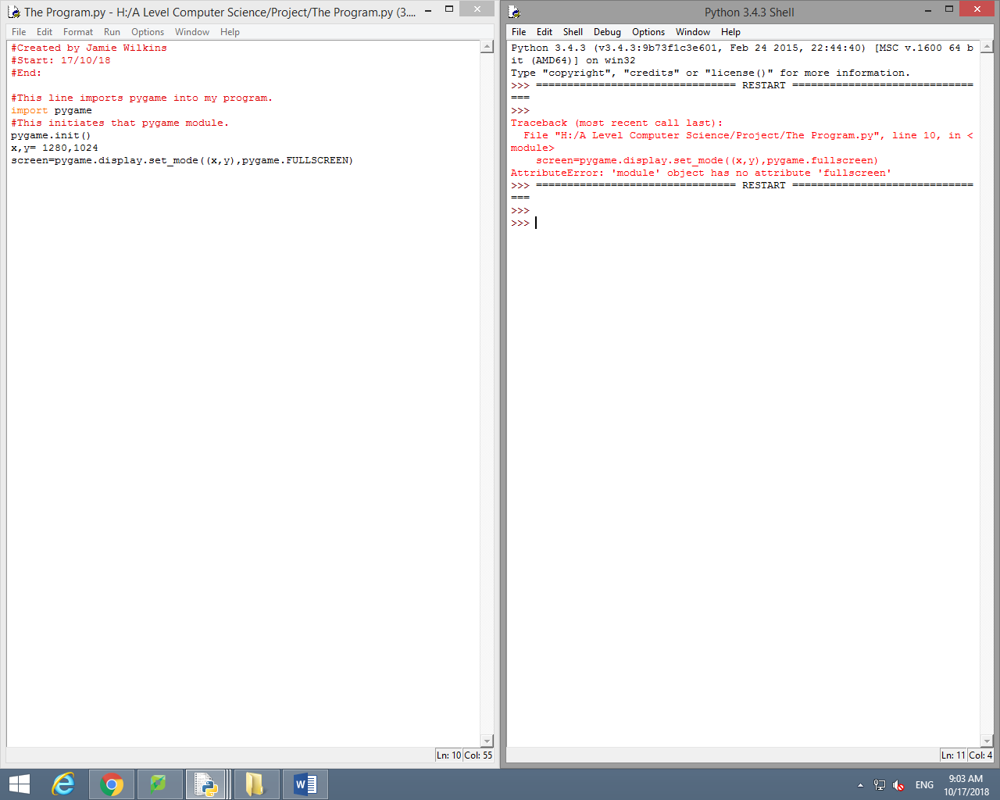 The Program.py - H:/A Level Computer Science/Project/The Program.py (3....
File Edit Format Run Options Window Help
#Created by Jamie Wilkins
#Start: 17/10/18
#End:
#This line imports pygame into my program.
import pygame
#This initiates that pygame module.
pygame.init()
x,y= 1280,1024
screen=pygame.display.set_mode((x,y),pygame.FULLSCREEN)
Ln: 10 Col: 55
Python 3.4.3 Shell
File Edit Shell Debug Options Window Help
Python 3.4.3 (v3.4.3:9b73f1c3e601, Feb 24 2015, 22:44:40) [MSC v.1600 64 b
it (AMD64)] on win32
Type "copyright", "credits" or "license()" for more information.
>>> ================================ RESTART =============================
===
>>>
Traceback (most recent call last):
  File "H:/A Level Computer Science/Project/The Program.py", line 10, in <
module>
    screen=pygame.display.set_mode((x,y),pygame.fullscreen)
AttributeError: 'module' object has no attribute 'fullscreen'
>>> ================================ RESTART =============================
===
>>>
>>>
Ln: 11 Col: 4
ENG
9:03 AM
10/17/2018